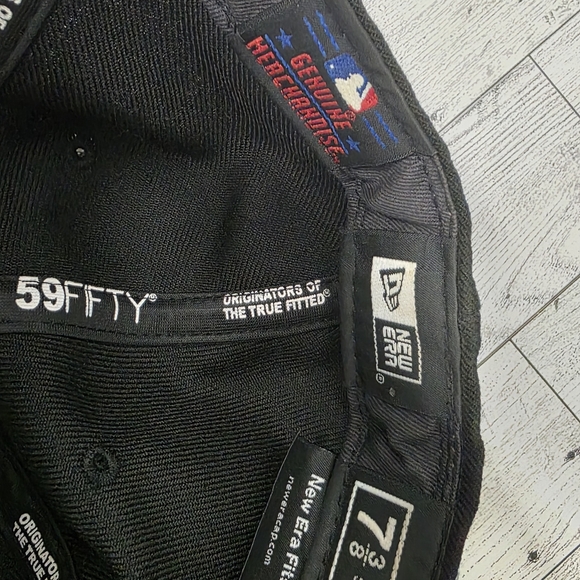 GENUINE
MERCHANDISE
59FIFTY®
ORIGINATORS OF
THE TRUE FITTED®
NEW
ERA
®
New Era Fit
neweracap.com
7 3/8
ORIGINATORS
THE TRUE